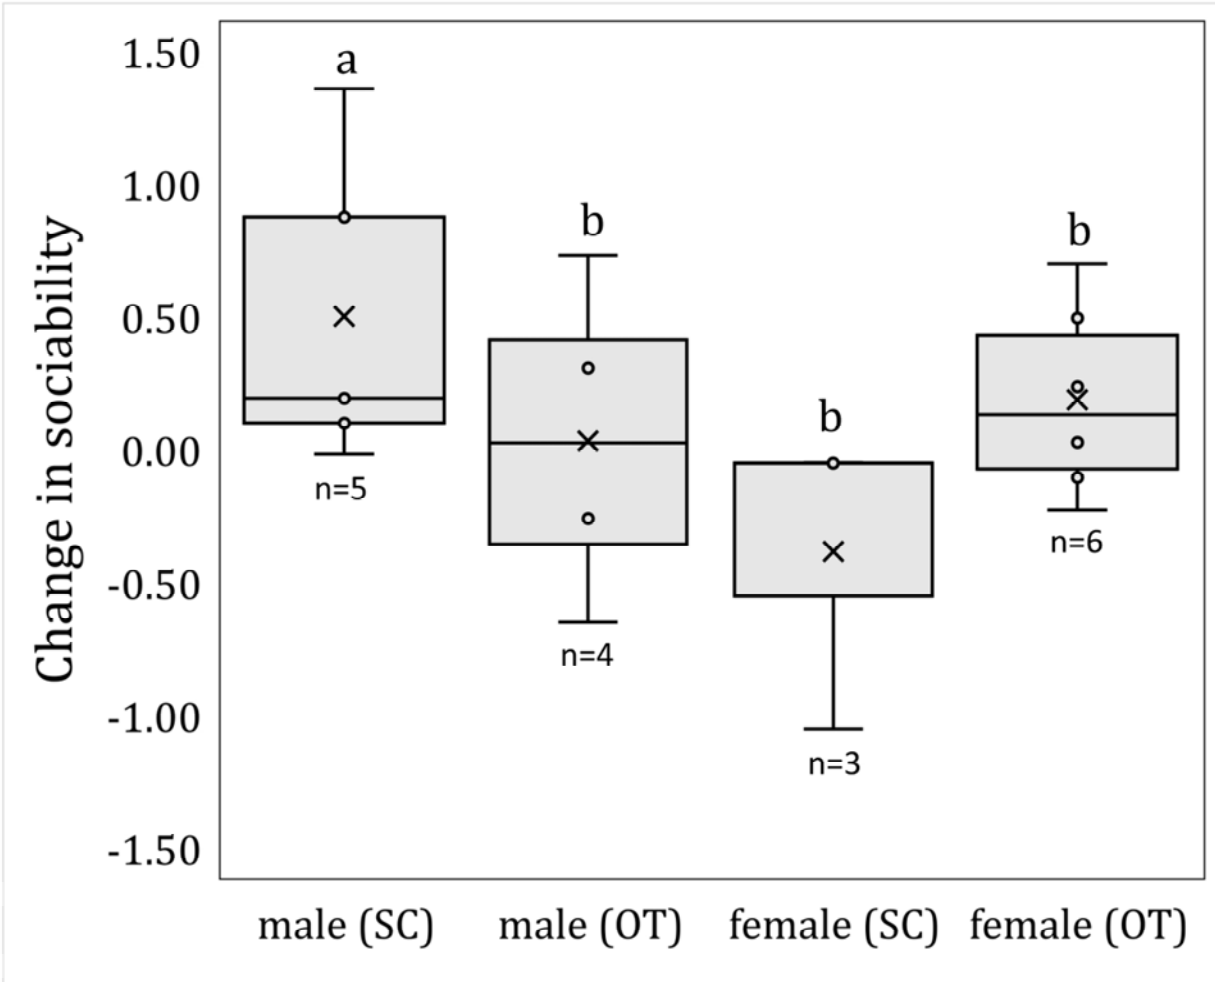 Change in sociability
1.50
1.00
0.50
0.00
-0.50
-1.00
-1.50
a
n=5
b
n=4
b
n=3
b
n=6
male (SC)
male (OT)
female (SC)
female (OT)